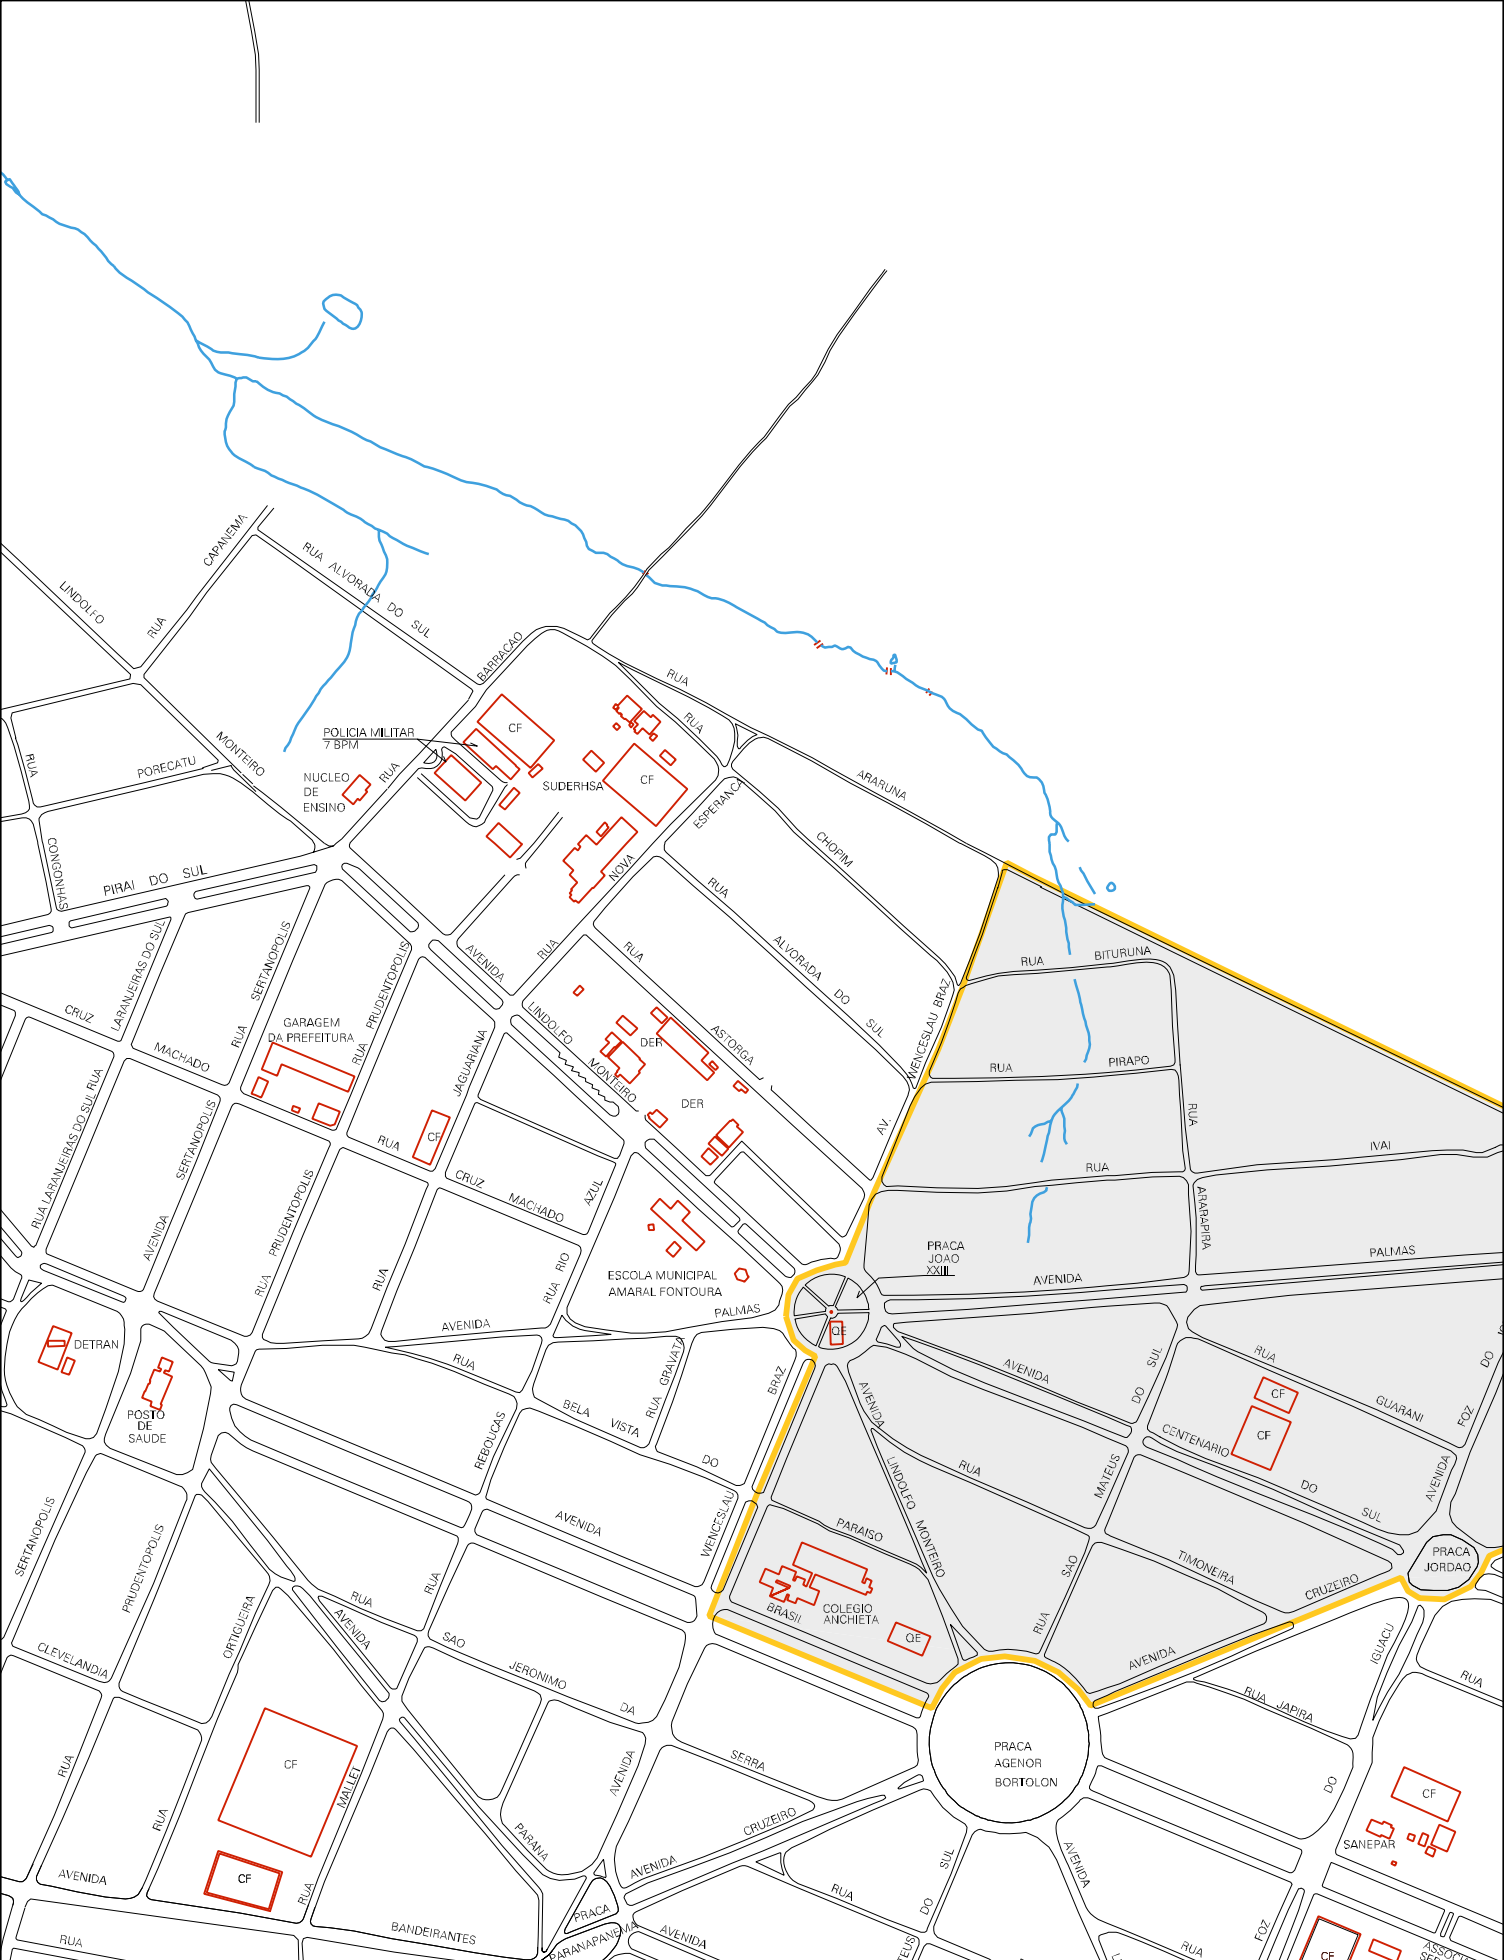 CAPANEMA
RUA ALVORADA DO SUL
LINDOLFO
RUA
BARRACAO
RUA
RUA
POLICIA MILITAR
7 BPM
CF
MONTEIRO
RUA
PORECATU
RUA
NUCLEO
DE
ENSINO
SUDERHSA
CF
ARARUNA
ESPERANCA
CHOPIM
CONGONHAS
PIRAI DO SUL
NOVA
RUA
LARANJEIRAS DO SUL
SERTANOPOLIS
PRUDENTOPOLIS
AVENIDA
RUA
RUA
ALVORADA
DO
SUL
RUA
BITURUNA
WENCESLAU BRAZ
CRUZ
MACHADO
RUA
GARAGEM
DA PREFEITURA
RUA
LINDOLFO
MONTEIRO
DER
ASTORGA
RUA
PIRAPO
JAGUARIANA
DER
AV.
RUA
IVAI
RUA LARANJEIRAS DO SUL RUA
SERTANOPOLIS
RUA
CF
CRUZ
MACHADO
AZUL
RUA
ARARAPIRA
AVENIDA
PRUDENTOPOLIS
RUA
RUA
RUA RIO
ESCOLA MUNICIPAL
AMARAL FONTOURA
PALMAS
PRACA
JOAO
XXIII
AVENIDA
PALMAS
DETRAN
AVENIDA
RUA
RUA GRAVATA
BRAZ
QE
AVENIDA
DO
SUL
RUA
GUARANI
DO
FOZ
CF
CF
POSTO
DE
SAUDE
BELA
VISTA
DO
AVENIDA
RUA
CENTENARIO
DO
SUL
AVENIDA
REBOUCAS
LINDOLFO
MONTEIRO
MATEUS
SERTANOPOLIS
PRUDENTOPOLIS
AVENIDA
WENCESLAU
PARAISO
SAO
RUA
TIMONEIRA
CRUZEIRO
PRACA
JORDAO
RUA
RUA
AVENIDA
ORTIGUEIRA
BRASIL
COLEGIO
ANCHIETA
QE
AVENIDA
IGUACU
RUA
CLEVELANDIA
SAO
JERONIMO
DA
SERRA
RUA JAPIRA
CF
RUA
RUA
MALLET
AVENIDA
PRACA
AGENOR
BORTOLON
DO
CF
SANEPAR
CRUZEIRO
AVENIDA
PARANA
AVENIDA
CF
RUA
RUA
DO
SUL
AVENIDA
RUA
BANDEIRANTES
PRACA
PARANAPANEMA
AVENIDA
RUA
FOZ
CF